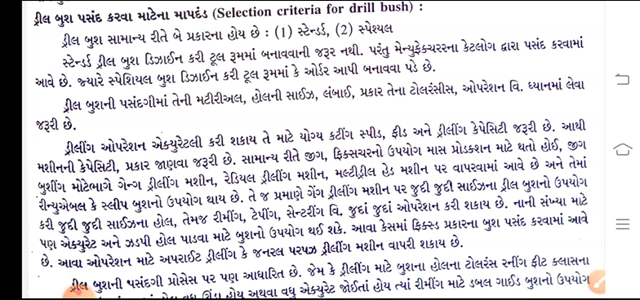 ડ્રીલ બુશ પસંદ કરવા માટેના માપદંડ (Selection criteria for drill bush) :
ડ્રીલ બુશ સામાન્ય રીતે બે પ્રકારના હોય છે : (1) સ્ટેન્ડર્ડ, (2) સ્પેશ્યલ
સ્ટેન્ડર્ડ ડ્રીલ બુશ ડિઝાઈન કરી ટૂલ રૂમમાં બનાવવાની જરૂર નથી. પરંતુ મેન્યુફેક્ચરરના કેટલોગ દ્વારા પસંદ કરવામાં
આવે છે. જ્યારે સ્પેશિયલ બુશ ડિઝાઈન કરી ટૂલ રૂમમાં કે ઓર્ડર આપી બનાવવા પડે છે.
ડ્રીલ બુશની પસંદગીમાં તેની મટીરીઅલ, હોલની સાઈઝ, લંબાઈ, પ્રકાર તેના ટોલરંસીસ, ઓપરેશન વિ. ધ્યાનમાં લેવા
જરૂરી છે.
ડ્રીલીંગ ઓપરેશન એક્યુરેટલી કરી શકાય તે માટે યોગ્ય કટીંગ સ્પીડ, ફીડ અને ડ્રીલીંગ કેપેસિટી જરૂરી છે. આથી
મશીનની કેપેસિટી, પ્રકાર જાણવા જરૂરી છે. સામાન્ય રીતે જીગ, ફિક્સચરનો ઉપયોગ માસ પ્રોડક્શન માટે થતો હોઈ, જીગ
બુશીંગ મોટેભાગે ગેન્ગ ડ્રીલીંગ મશીન, રેડિયલ ડ્રીલીંગ મશીન, મલ્ટીડ્રીલ હેડ મશીન પર વાપરવામાં આવે છે અને તેમાં
રીન્યુએબલ કે સ્લીપ બુશનો ઉપયોગ થાય છે. તે જ પ્રમાણે ગેંગ ડ્રીલીંગ મશીન પર જુદી જુદી સાઈઝના ડ્રીલ બુશનો ઉપયોગ
કરી જુદી જુદી સાઈઝના હોલ, તેમજ રીમીંગ, ટેપીંગ, સેન્ટરીંગ વિ. જુદાં જુદાં ઓપરેશન કરી શકાય છે. નાની સંખ્યા માટે
પણ એક્યુરેટ અને ઝડપી હોલ પાડવા માટે બુશનો ઉપયોગ થઈ શકે. આવા કેસમાં ફિક્સ્ડ પ્રકારના બુશ પસંદ કરવામાં આવે
છે. આવા ઓપરેશન માટે અપરાઈટ ડ્રીલીંગ કે જનરલ પરપઝ ડ્રીલીંગ મશીન વાપરી શકાય છે.
ડ્રીલ બુશની પસંદગી પ્રોસેસ પર પણ આધારિત છે. જેમ કે ડ્રીલીંગ માટે બુશના હોલના ટોલરંસ રનીંગ ફીટ કલાસના
હોય અથવા વધુ એક્યુરેટ જોઈતાં હોય ત્યાં રીમીંગ માટે ડબલ ગાઈડ બુશનો ઉપયોગ